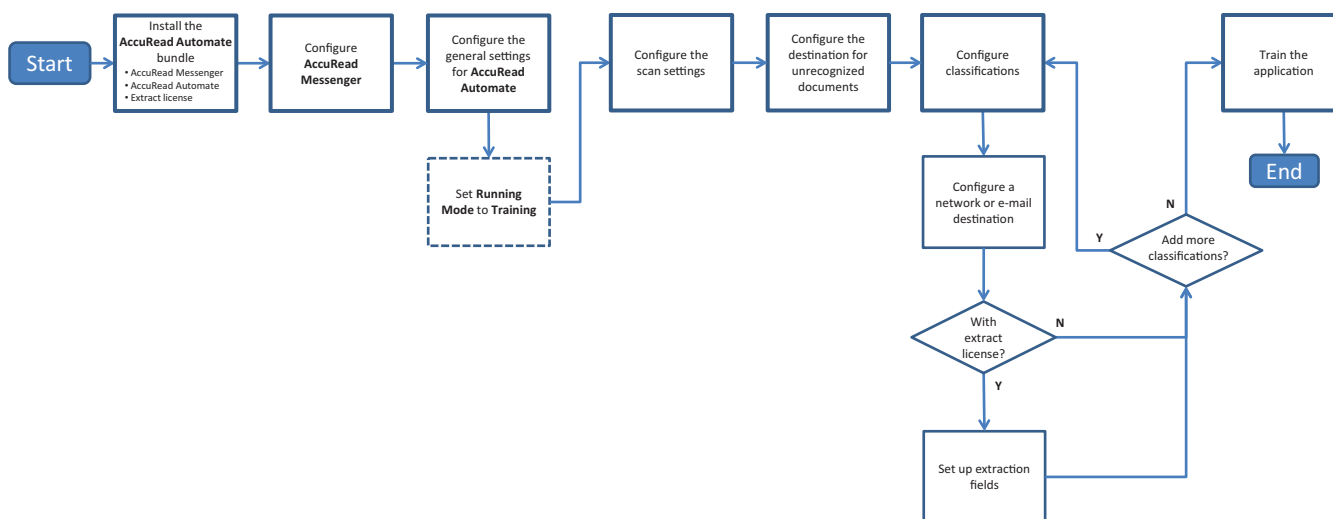 Start
Install the
AccuRead Automate
bundle
• AccuRead Messenger
• AccuRead Automate
• Extract license
Configure
AccuRead
Messenger
Configure the
general settings
for AccuRead
Automate
Set Running
Mode to Training
Configure the
scan settings
Configure the
destination for
unrecognized
documents
Configure
classifications
Configure a
network or e-mail
destination
With
extract
license?
N
Y
Set up extraction
fields
Add more
classifications?
Y
N
Train the
application
End